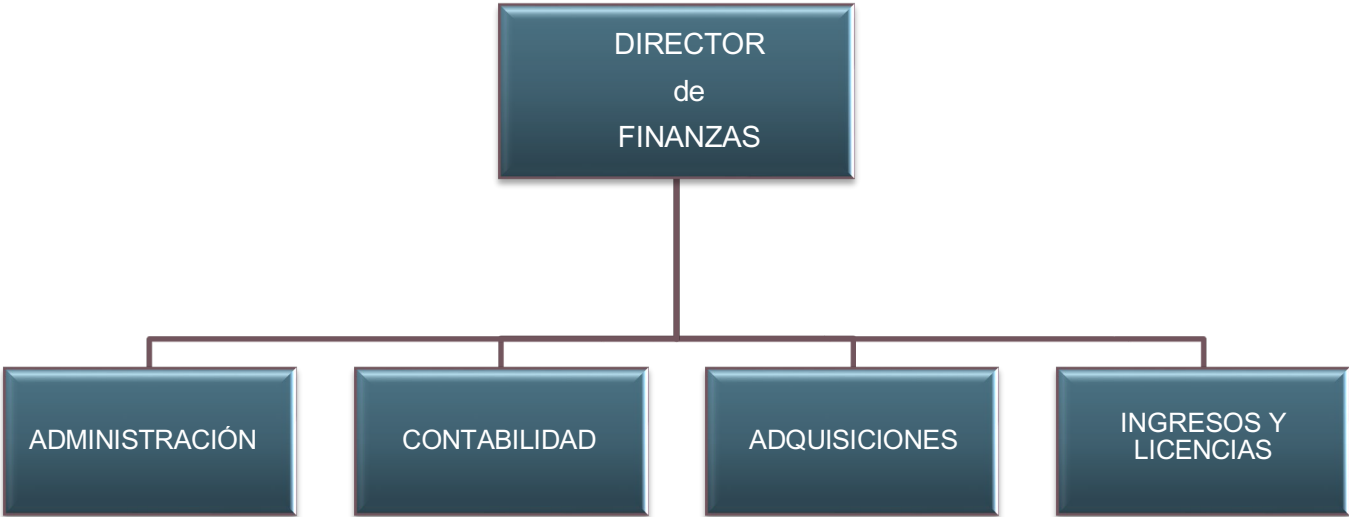 DIRECTOR
de
FINANZAS
ADMINISTRACIÓN
CONTABILIDAD
ADQUISICIONES
INGRESOS Y
LICENCIAS